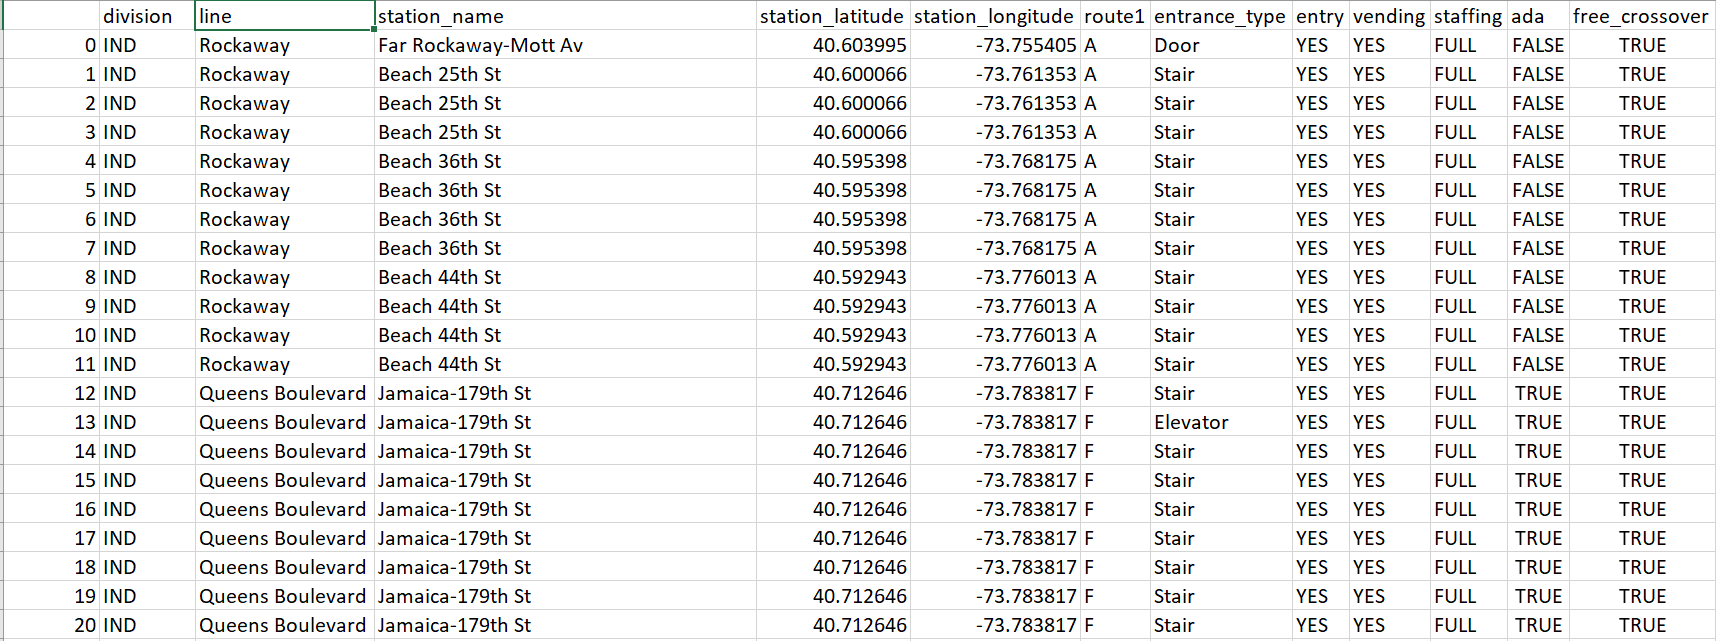 division line station_name station_latitude station_longitude route1 entrance_type entry vending staffing ada free_crossover
0 IND Rockaway Far Rockaway-Mott Av 40.603995 -73.755405 A Door YES YES FULL FALSE TRUE
1 IND Rockaway Beach 25th St 40.600066 -73.761353 A Stair YES YES FULL FALSE TRUE
2 IND Rockaway Beach 25th St 40.600066 -73.761353 A Stair YES YES FULL FALSE TRUE
3 IND Rockaway Beach 25th St 40.600066 -73.761353 A Stair YES YES FULL FALSE TRUE
4 IND Rockaway Beach 36th St 40.595398 -73.768175 A Stair YES YES FULL FALSE TRUE
5 IND Rockaway Beach 36th St 40.595398 -73.768175 A Stair YES YES FULL FALSE TRUE
6 IND Rockaway Beach 36th St 40.595398 -73.768175 A Stair YES YES FULL FALSE TRUE
7 IND Rockaway Beach 36th St 40.595398 -73.768175 A Stair YES YES FULL FALSE TRUE
8 IND Rockaway Beach 44th St 40.592943 -73.776013 A Stair YES YES FULL FALSE TRUE
9 IND Rockaway Beach 44th St 40.592943 -73.776013 A Stair YES YES FULL FALSE TRUE
10 IND Rockaway Beach 44th St 40.592943 -73.776013 A Stair YES YES FULL FALSE TRUE
11 IND Rockaway Beach 44th St 40.592943 -73.776013 A Stair YES YES FULL FALSE TRUE
12 IND Queens Boulevard Jamaica-179th St 40.712646 -73.783817 F Stair YES YES FULL TRUE TRUE
13 IND Queens Boulevard Jamaica-179th St 40.712646 -73.783817 F Elevator YES YES FULL TRUE TRUE
14 IND Queens Boulevard Jamaica-179th St 40.712646 -73.783817 F Stair YES YES FULL TRUE TRUE
15 IND Queens Boulevard Jamaica-179th St 40.712646 -73.783817 F Stair YES YES FULL TRUE TRUE
16 IND Queens Boulevard Jamaica-179th St 40.712646 -73.783817 F Stair YES YES FULL TRUE TRUE
17 IND Queens Boulevard Jamaica-179th St 40.712646 -73.783817 F Stair YES YES FULL TRUE TRUE
18 IND Queens Boulevard Jamaica-179th St 40.712646 -73.783817 F Stair YES YES FULL TRUE TRUE
19 IND Queens Boulevard Jamaica-179th St 40.712646 -73.783817 F Stair YES YES FULL TRUE TRUE
20 IND Queens Boulevard Jamaica-179th St 40.712646 -73.783817 F Stair YES YES FULL TRUE TRUE